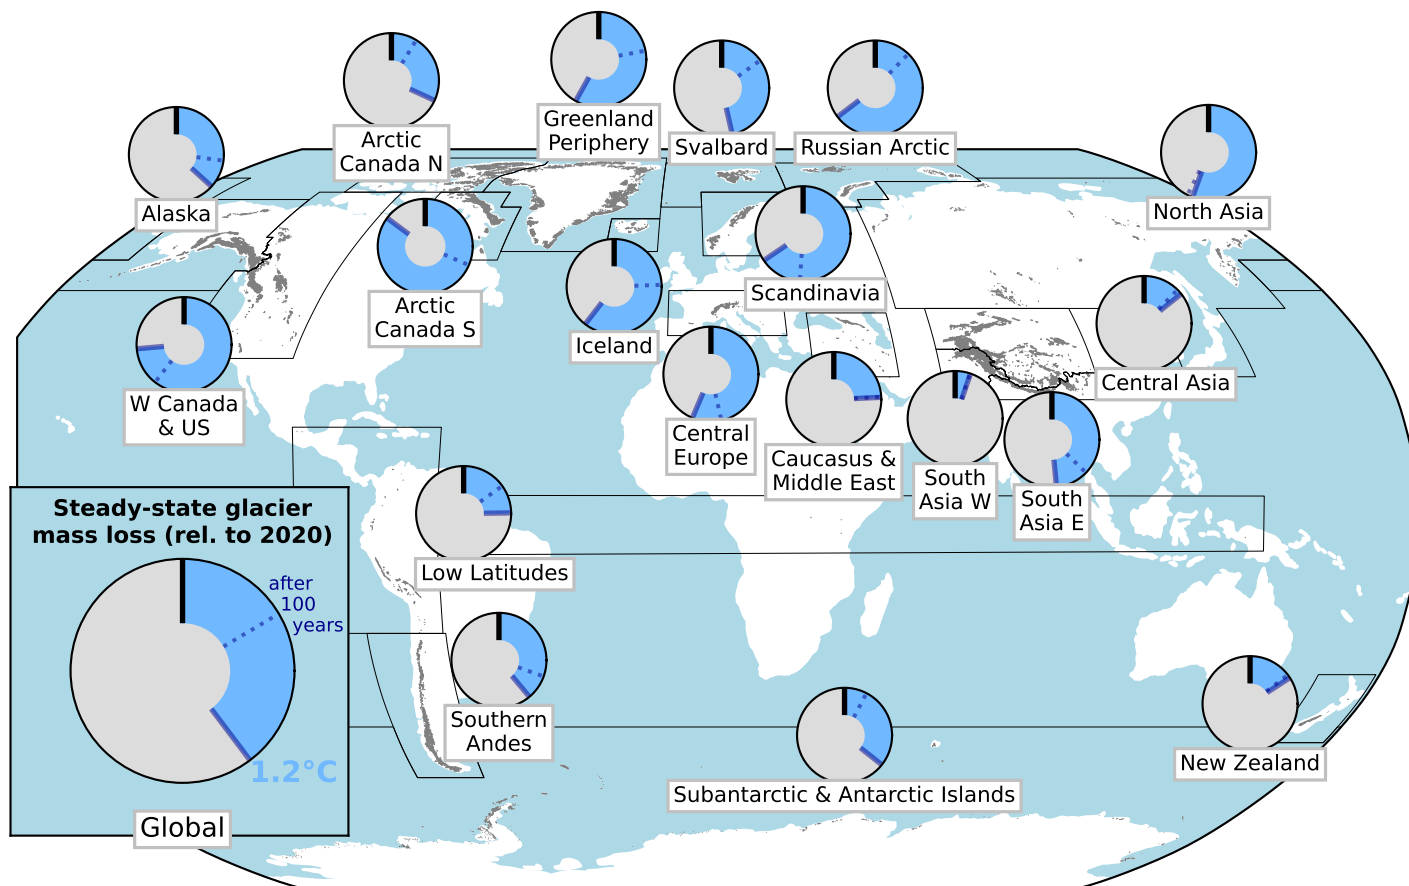 Arctic
Canada N
Greenland
Periphery
Svalbard
Russian Arctic
Alaska
North Asia
Arctic
Canada S
Scandinavia
Iceland
W Canada
& US
Central Asia
Central
Europe
Caucasus &
Middle East
South
Asia W
South
Asia E
Steady-state glacier
mass loss (rel. to 2020)
after
100
years
1.2°C
Global
Low Latitudes
Southern
Andes
Subantarctic & Antarctic Islands
New Zealand